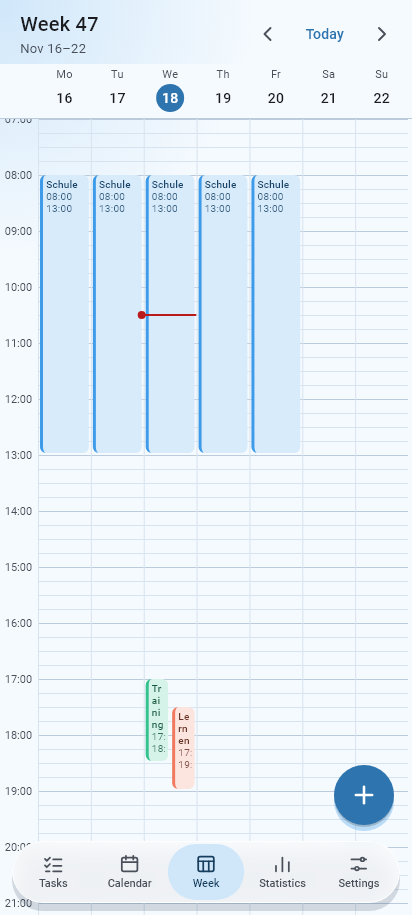 Week 47
Nov 16–22
Today
Mo Tu We Th Fr Sa Su
16 17 18 19 20 21 22
07:00
08:00
Schule Schule Schule Schule Schule
08:00 08:00 08:00 08:00 08:00
13:00 13:00 13:00 13:00 13:00
09:00
10:00
11:00
12:00
13:00
14:00
15:00
16:00
17:00
Tr
ai
ni
ng
17:
18:
Le
rn
en
17:
19:
18:00
19:00
20:00
Tasks Calendar Week Statistics Settings
21:00